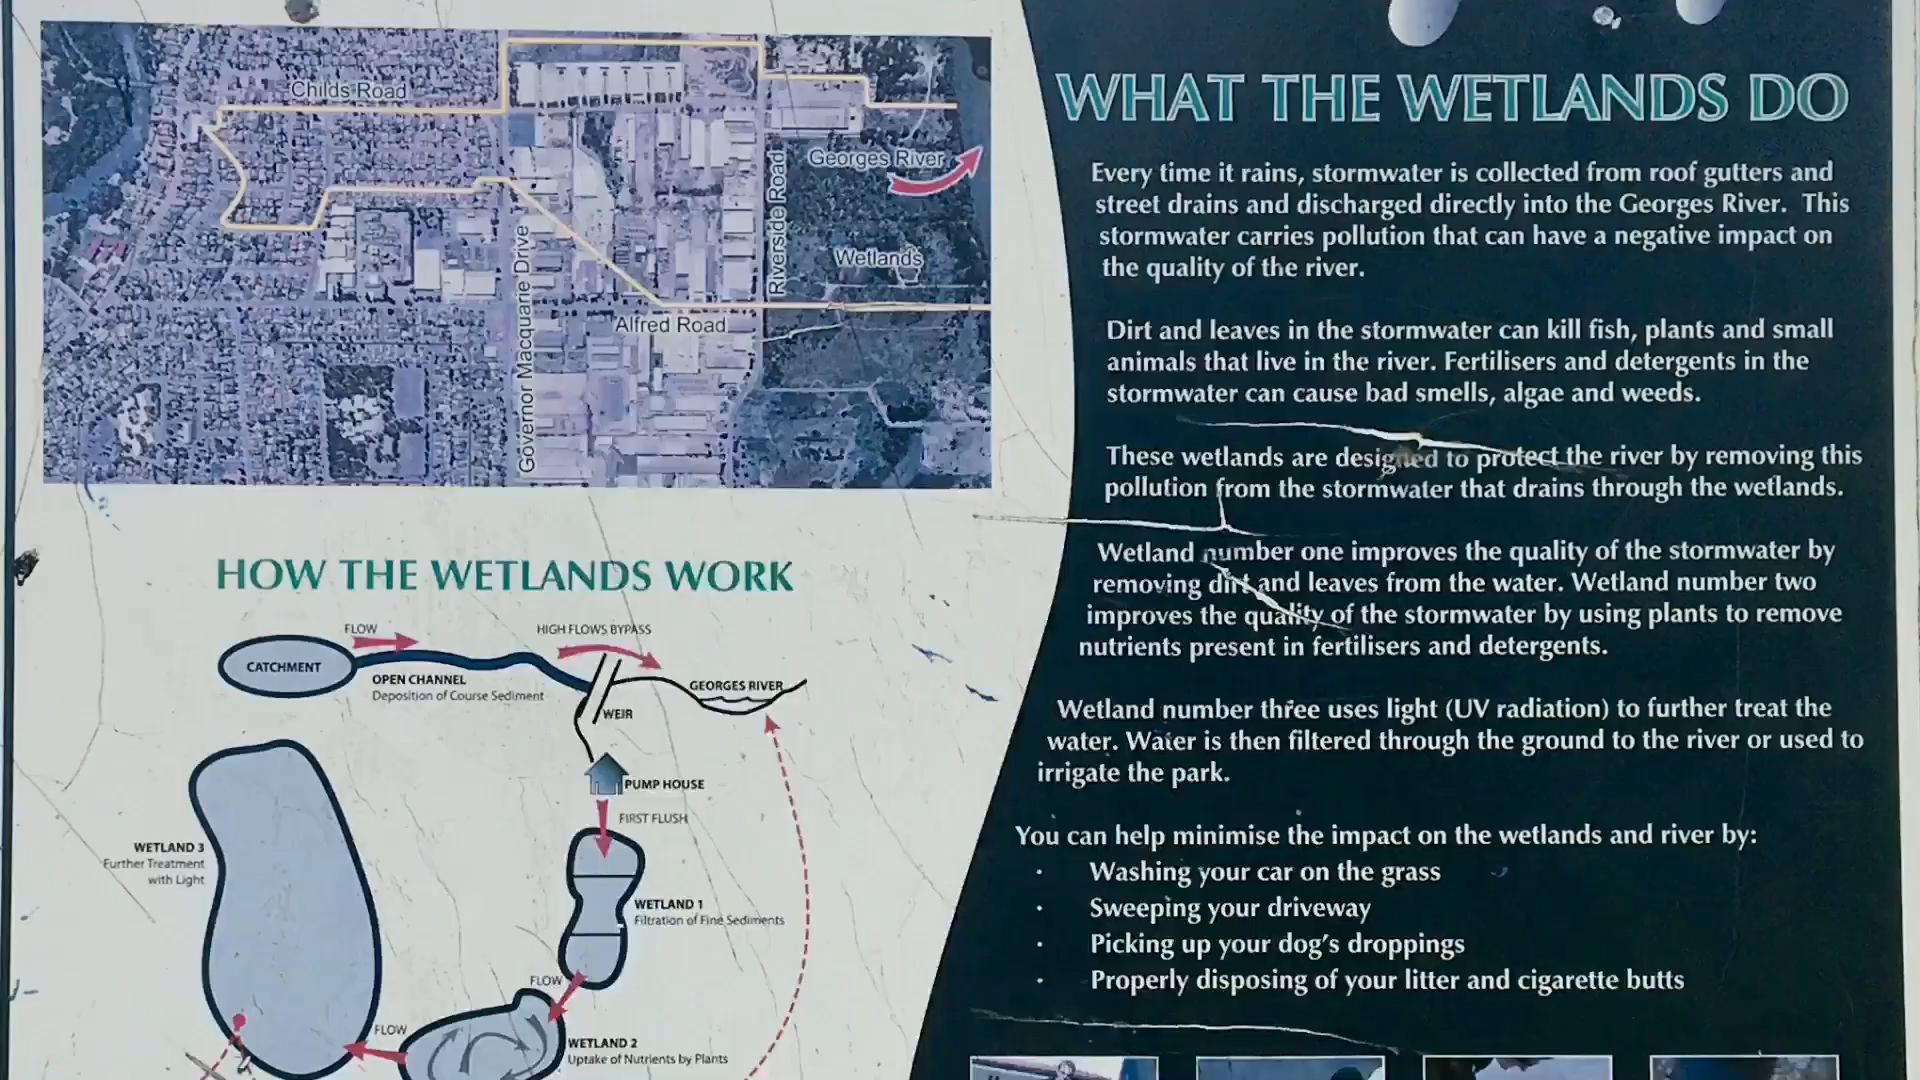 Childs Road
Georges River
Riverside Road
Wetlands
Governor Macquarie Drive
Alfred Road
HOW THE WETLANDS WORK
FLOW
HIGH FLOWS BYPASS
CATCHMENT
OPEN CHANNEL
Deposition of Course Sediment
GEORGES RIVER
WEIR
PUMP HOUSE
FIRST FLUSH
WETLAND 3
Further Treatment
with Light
WETLAND 1
Filtration of Fine Sediments
FLOW
FLOW
WETLAND 2
Uptake of Nutrients by Plants
WHAT THE WETLANDS DO
Every time it rains, stormwater is collected from roof gutters and
street drains and discharged directly into the Georges River. This
stormwater carries pollution that can have a negative impact on
the quality of the river.
Dirt and leaves in the stormwater can kill fish, plants and small
animals that live in the river. Fertilisers and detergents in the
stormwater can cause bad smells, algae and weeds.
These wetlands are designed to protect the river by removing this
pollution from the stormwater that drains through the wetlands.
Wetland number one improves the quality of the stormwater by
removing dirt and leaves from the water. Wetland number two
improves the quality of the stormwater by using plants to remove
nutrients present in fertilisers and detergents.
Wetland number three uses light (UV radiation) to further treat the
water. Water is then filtered through the ground to the river or used to
irrigate the park.
You can help minimise the impact on the wetlands and river by:
· Washing your car on the grass
· Sweeping your driveway
· Picking up your dog's droppings
· Properly disposing of your litter and cigarette butts